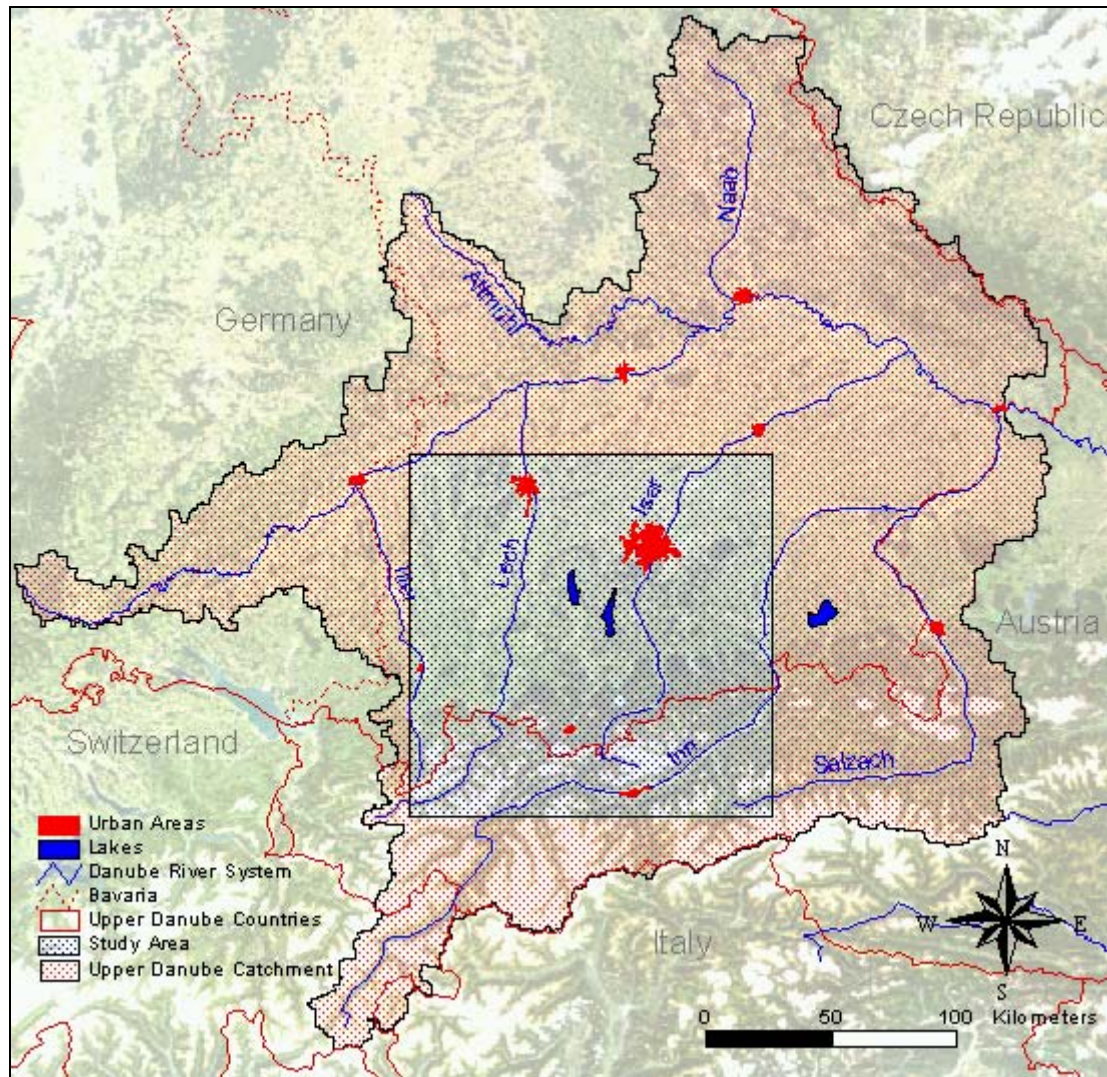 Czech Republic
Naab
Altmühl
Germany
Isar
Lech
Iller
Austria
Switzerland
Inn
Salzach
Urban Areas
Lakes
Danube River System
Bavaria
Upper Danube Countries
Study Area
Upper Danube Catchment
Italy
N
W
E
S
0 50 100 Kilometers